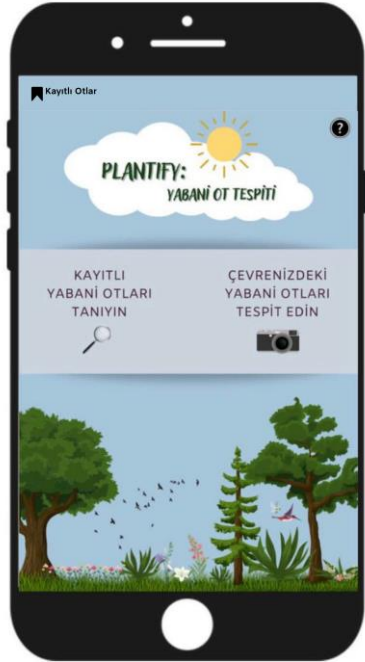 Kayıtlı Otlar
?
PLANTIFY:
YABANİ OT TESPİTİ
KAYITLI
YABANİ OTLARI
TANIYIN
ÇEVRENİZDEKİ
YABANİ OTLARI
TESPİT EDİN